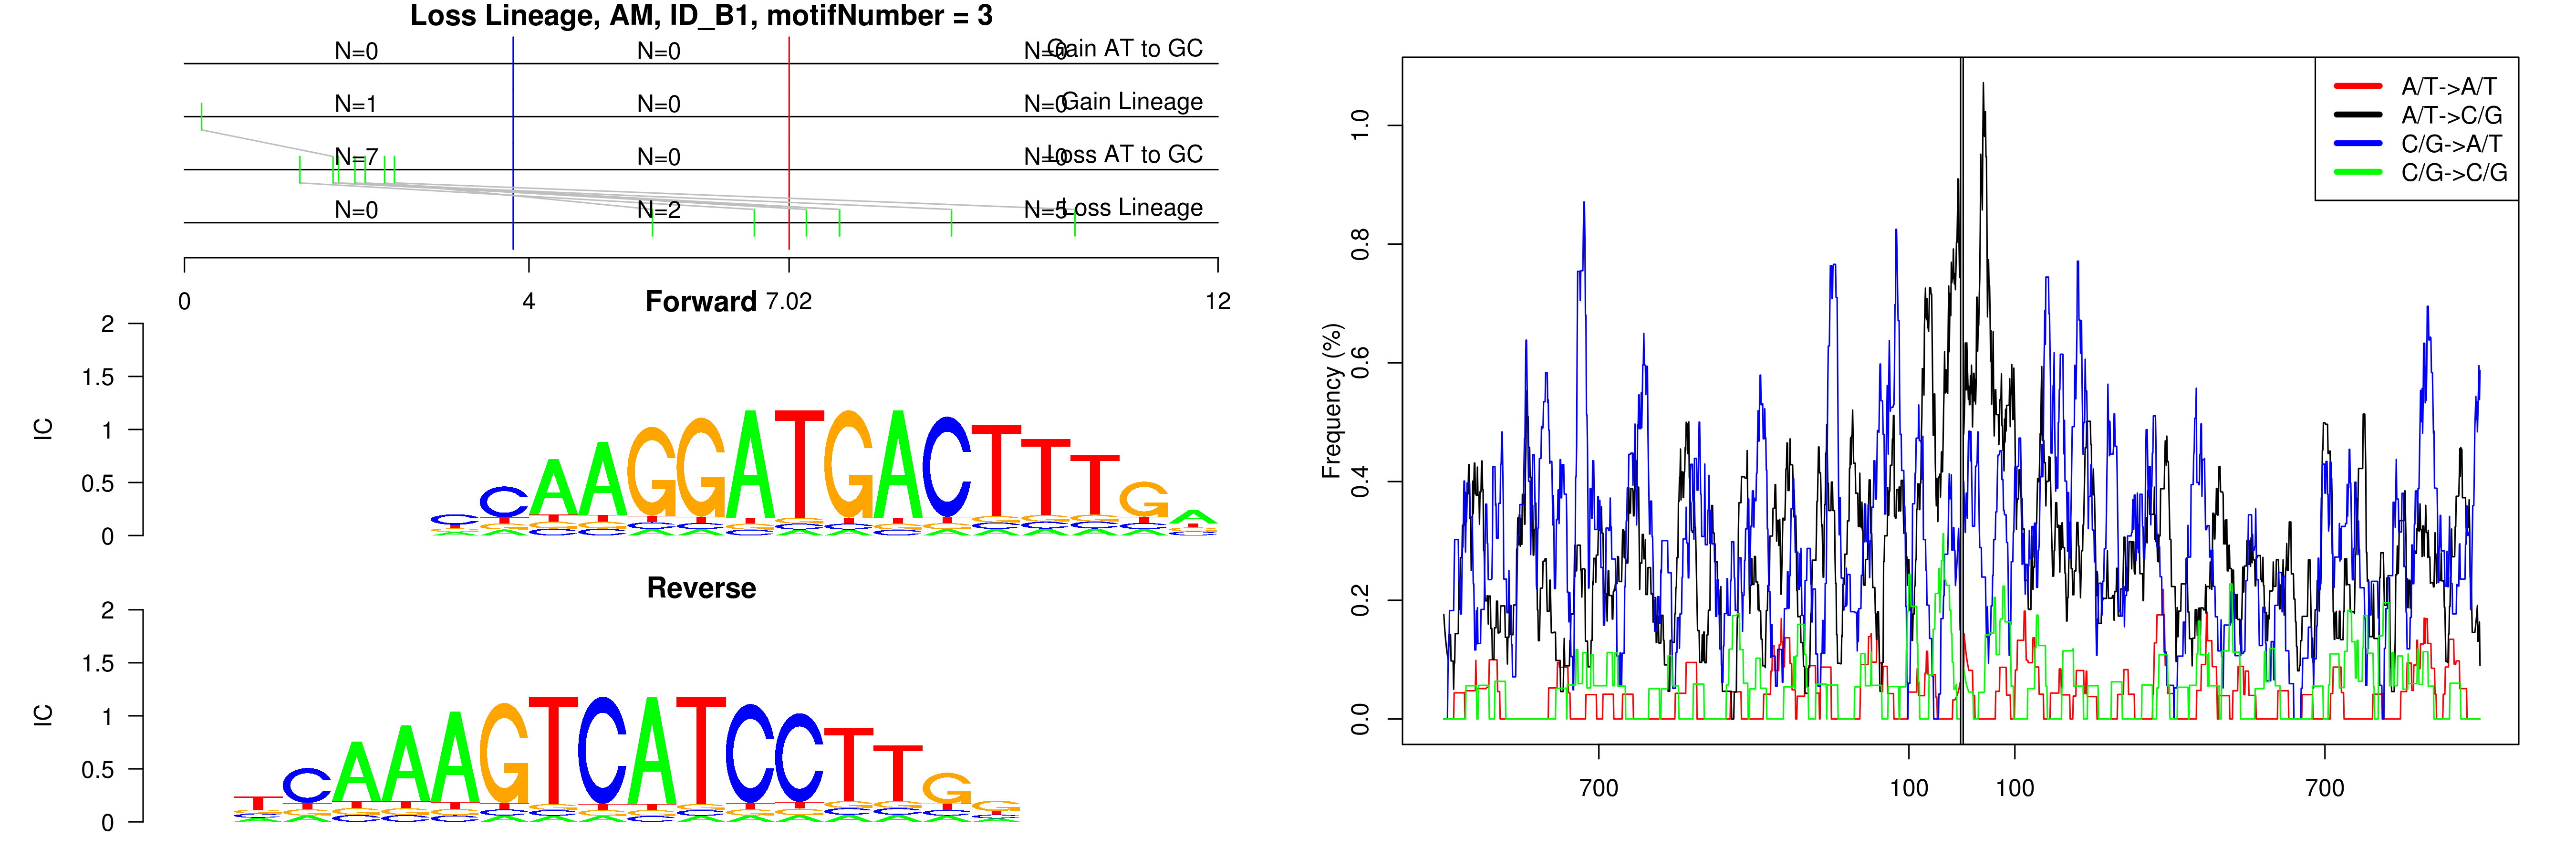 Loss Lineage, AM, ID_B1, motifNumber = 3
N=0 N=0 N=0 Gain AT to GC
N=1 N=0 N=0 Gain Lineage
N=7 N=0 N=0 Loss AT to GC
N=0 N=2 N=5 Loss Lineage
0 4 7.02 12
Forward
IC
2
1.5
1
0.5
0
CAAGGATGACTTTGA
Reverse
IC
2
1.5
1
0.5
0
TCAAAGTCATCCTTGG
Frequency (%)
1.0
0.8
0.6
0.4
0.2
0.0
700 100 100 700
A/T->A/T
A/T->C/G
C/G->A/T
C/G->C/G